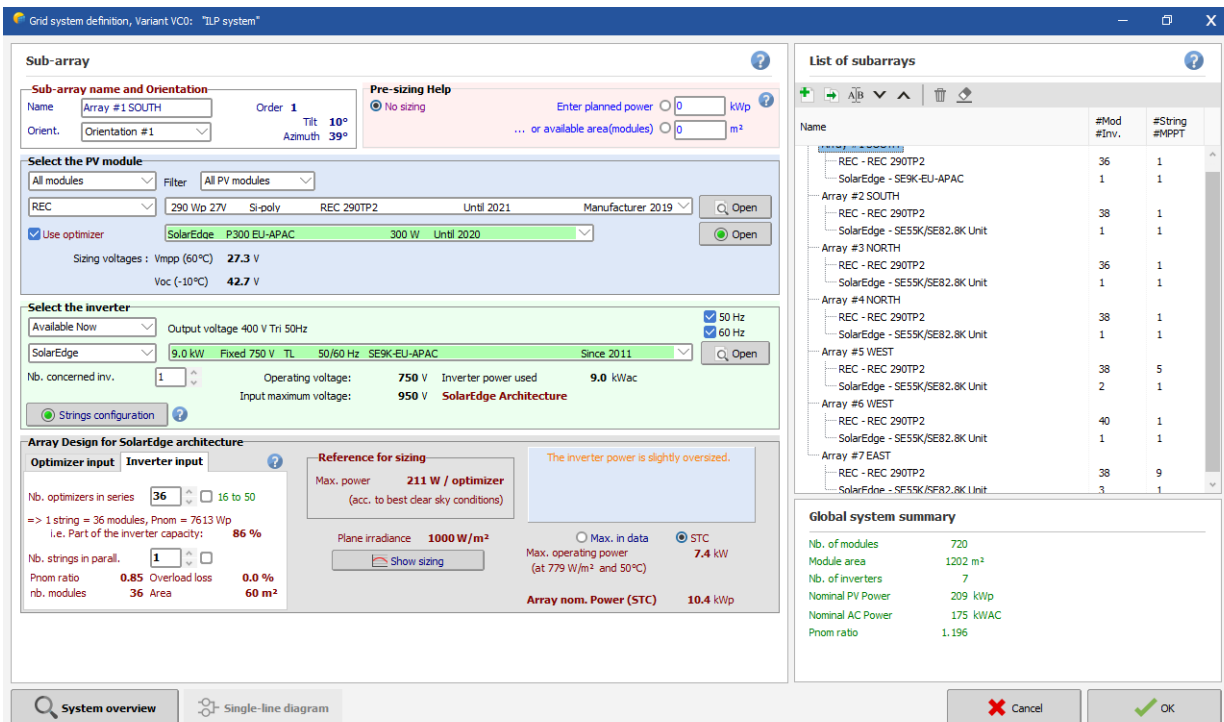 Grid system definition, Variant VC0: "ILP system"
Sub-array
Sub-array name and Orientation
Name Array #1 SOUTH
Orient. Orientation #1
Order 1
Tilt 10°
Azimuth 39°
Pre-sizing Help
No sizing
Enter planned power 0 kWp
... or available area(modules) 0 m²
Select the PV module
All modules Filter All PV modules
REC 290 Wp 27V Si-poly REC 290TP2 Until 2021 Manufacturer 2019 Open
Use optimizer SolarEdge P300 EU-APAC 300 W Until 2020 Open
Sizing voltages : Vmpp (60°C) 27.3 V
Voc (-10°C) 42.7 V
Select the inverter
Available Now Output voltage 400 V Tri 50Hz
50 Hz
60 Hz
SolarEdge 9.0 kW Fixed 750 V TL 50/60 Hz SE9K-EU-APAC Since 2011 Open
Nb. concerned inv. 1 Operating voltage: 750 V Inverter power used 9.0 kWac
Input maximum voltage: 950 V SolarEdge Architecture
Strings configuration
Array Design for SolarEdge architecture
Optimizer input Inverter input
Nb. optimizers in series 36 16 to 50
=> 1 string = 36 modules, Pnom = 7613 Wp
i.e. Part of the inverter capacity: 86 %
Nb. strings in parall. 1
Pnom ratio 0.85 Overload loss 0.0 %
nb. modules 36 Area 60 m²
Reference for sizing
Max. power 211 W / optimizer
(acc. to best clear sky conditions)
Plane irradiance 1000 W/m²
Show sizing
The inverter power is slightly oversized.
Max. in data STC
Max. operating power 7.4 kW
(at 779 W/m² and 50°C)
Array nom. Power (STC) 10.4 kWp
System overview
Single-line diagram
List of subarrays
Name #Mod #String
#Inv. #MPPT
Array #1 SOUTH
REC - REC 290TP2 36 1
SolarEdge - SE9K-EU-APAC 1 1
Array #2 SOUTH
REC - REC 290TP2 38 1
SolarEdge - SE55K/SE82.8K Unit 1 1
Array #3 NORTH
REC - REC 290TP2 36 1
SolarEdge - SE55K/SE82.8K Unit 1 1
Array #4 NORTH
REC - REC 290TP2 38 1
SolarEdge - SE55K/SE82.8K Unit 1 1
Array #5 WEST
REC - REC 290TP2 38 5
SolarEdge - SE55K/SE82.8K Unit 2 1
Array #6 WEST
REC - REC 290TP2 40 1
SolarEdge - SE55K/SE82.8K Unit 1 1
Array #7 EAST
REC - REC 290TP2 38 9
SolarEdge - SE55K/SE82.8K Unit 3 1
Global system summary
Nb. of modules 720
Module area 1202 m²
Nb. of inverters 7
Nominal PV Power 209 kWp
Nominal AC Power 175 kWAC
Pnom ratio 1.196
Cancel
OK